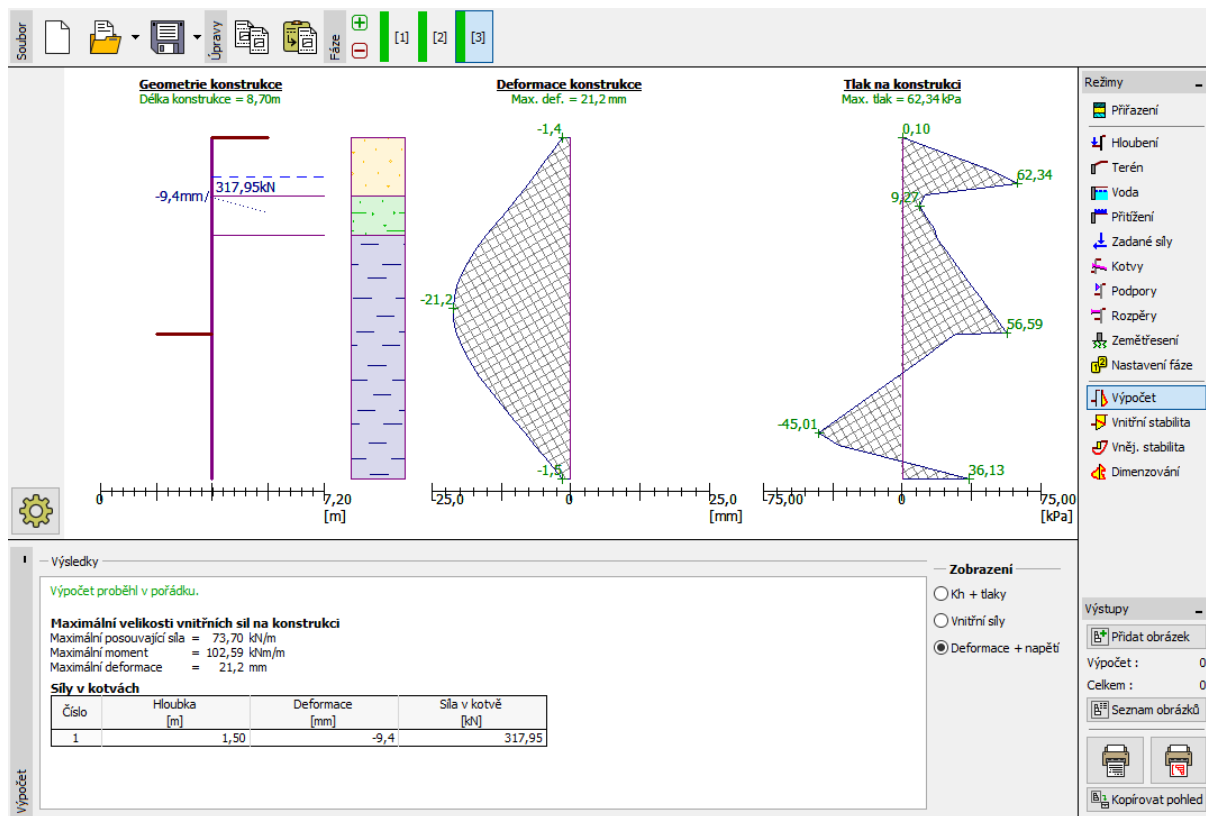 Soubor
Úpravy
Fáze
[1]
[2]
[3]
Geometrie konstrukce
Délka konstrukce = 8,70m
-9,4mm
317,95kN
0
7,20
[m]
Deformace konstrukce
Max. def. = 21,2 mm
-1,4
-21,2
-1,5
-25,0
0
25,0
[mm]
Tlak na konstrukci
Max. tlak = 62,34 kPa
0,10
62,34
9,27
56,59
-45,01
36,13
-75,00
0
75,00
[kPa]
Režimy
Přiřazení
Hloubení
Terén
Voda
Přitížení
Zadané síly
Kotvy
Podpory
Rozpěry
Zemětřesení
Nastavení fáze
Výpočet
Vnitřní stabilita
Vněj. stabilita
Dimenzování
Výpočet
Výsledky
Výpočet proběhl v pořádku.
Maximální velikosti vnitřních sil na konstrukci
Maximální posouvající síla = 73,70 kN/m
Maximální moment = 102,59 kNm/m
Maximální deformace = 21,2 mm
Síly v kotvách
Číslo Hloubka [m] Deformace [mm] Síla v kotvě [kN]
1 1,50 -9,4 317,95
Zobrazení
Kh + tlaky
Vnitřní síly
Deformace + napětí
Výstupy
Přidat obrázek
Výpočet : 0
Celkem : 0
Seznam obrázků
Kopírovat pohled